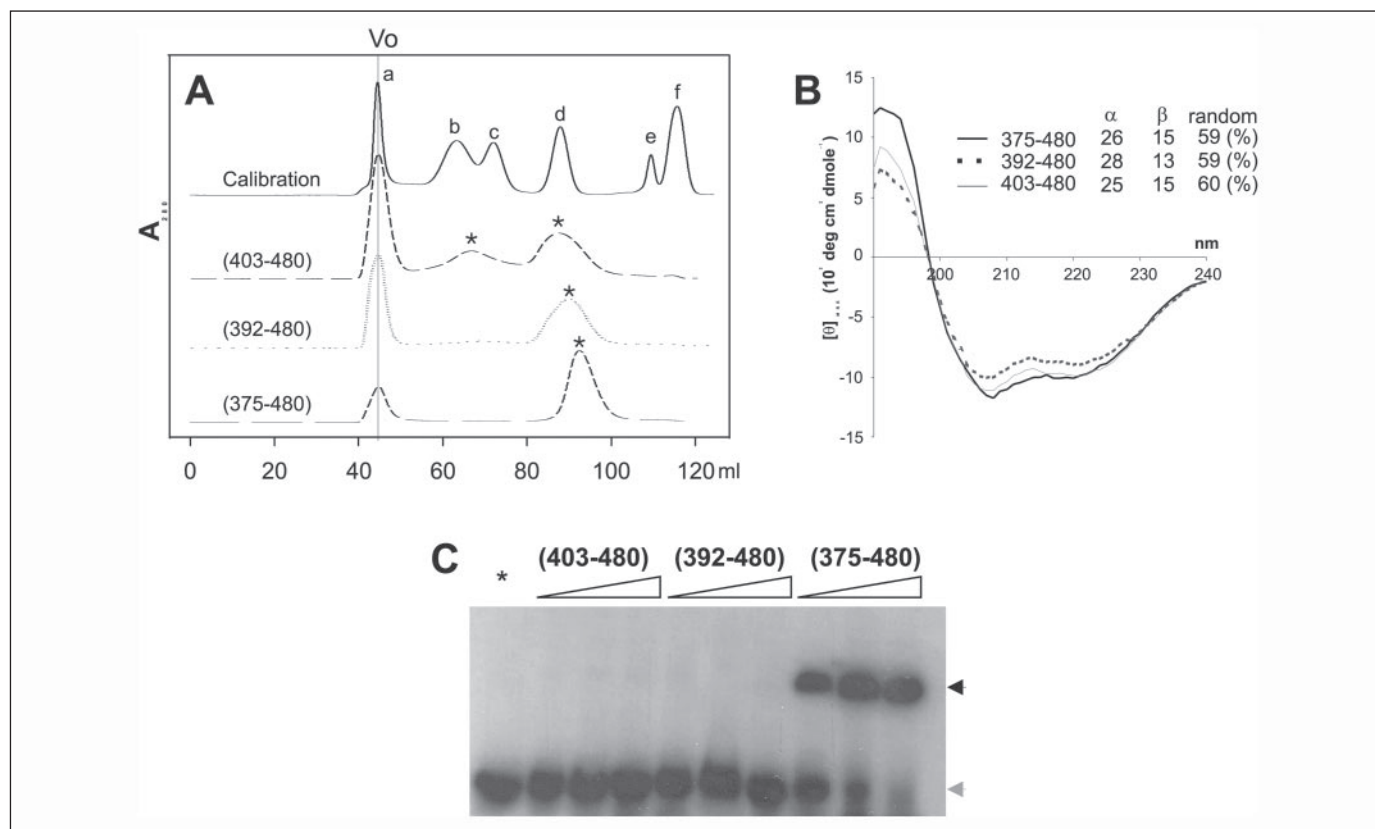 A
Vo
a
b
c
d
e
f
Calibration
(403-480)
*
*
(392-480)
*
(375-480)
*
0 20 40 60 80 100 120 ml
B
15
10
5
0
-5
-10
-15
α β random
375-480 26 15 59 (%)
392-480 28 13 59 (%)
403-480 25 15 60 (%)
nm
200 210 220 230 240
C
* (403-480) (392-480) (375-480)